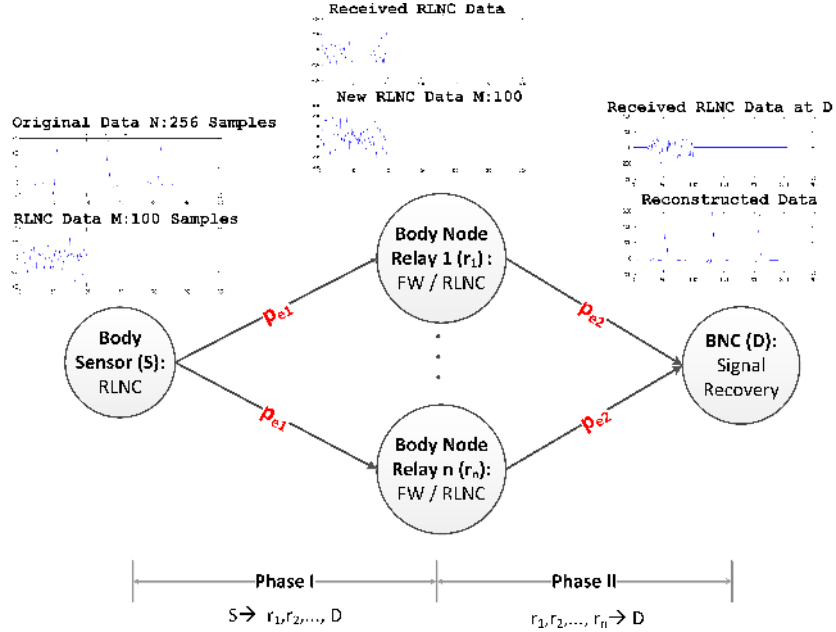 Received RLNC Data
New RLNC Data M:100
Original Data N:256 Samples
RLNC Data M:100 Samples
Received RLNC Data at D
Reconstructed Data
Body Node
Relay 1 (r₁):
FW / RLNC
Body
Sensor (S):
RLNC
BNC (D):
Signal
Recovery
Body Node
Relay n (rₙ):
FW / RLNC
pₑ₁
pₑ₂
pₑ₁
pₑ₂
Phase I
Phase II
S→ r₁,r₂,..., D
r₁,r₂,..., rₙ→ D